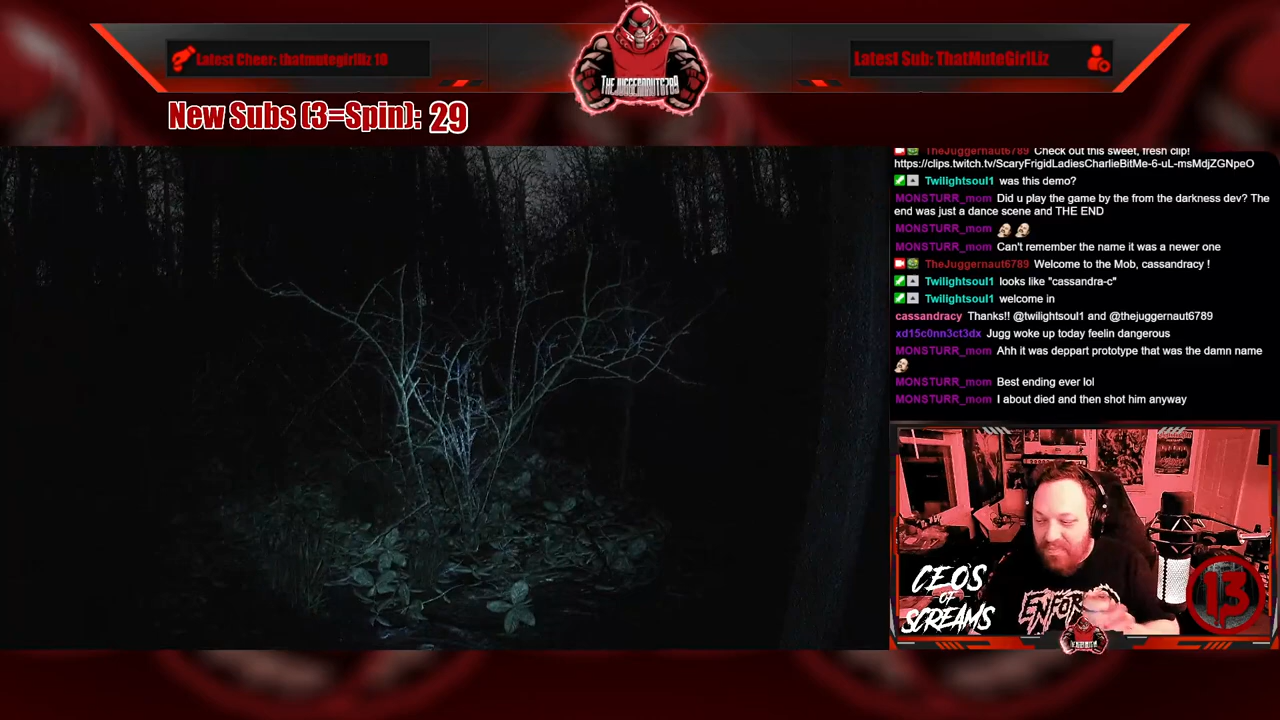 Latest Cheer: thatmutegirlliz 10
THEJUGGERNAUT6789
Latest Sub: ThatMuteGirlLiz
New Subs (3=Spin): 29
TheJuggernaut6789 Check out this sweet, fresh clip!
https://clips.twitch.tv/ScaryFrigidLadiesCharlieBitMe-6-uL-msMdjZGNpeO
Twilightsoul1 was this demo?
MONSTURR_mom Did u play the game by the from the darkness dev? The
end was just a dance scene and THE END
MONSTURR_mom
MONSTURR_mom Can't remember the name it was a newer one
TheJuggernaut6789 Welcome to the Mob, cassandracy !
Twilightsoul1 looks like "cassandra-c"
Twilightsoul1 welcome in
cassandracy Thanks!! @twilightsoul1 and @thejuggernaut6789
xd15c0nn3ct3dx Jugg woke up today feelin dangerous
MONSTURR_mom Ahh it was deppart prototype that was the damn name
MONSTURR_mom Best ending ever lol
MONSTURR_mom I about died and then shot him anyway
CEOS
OF
SCREAMS
ENFOR
13